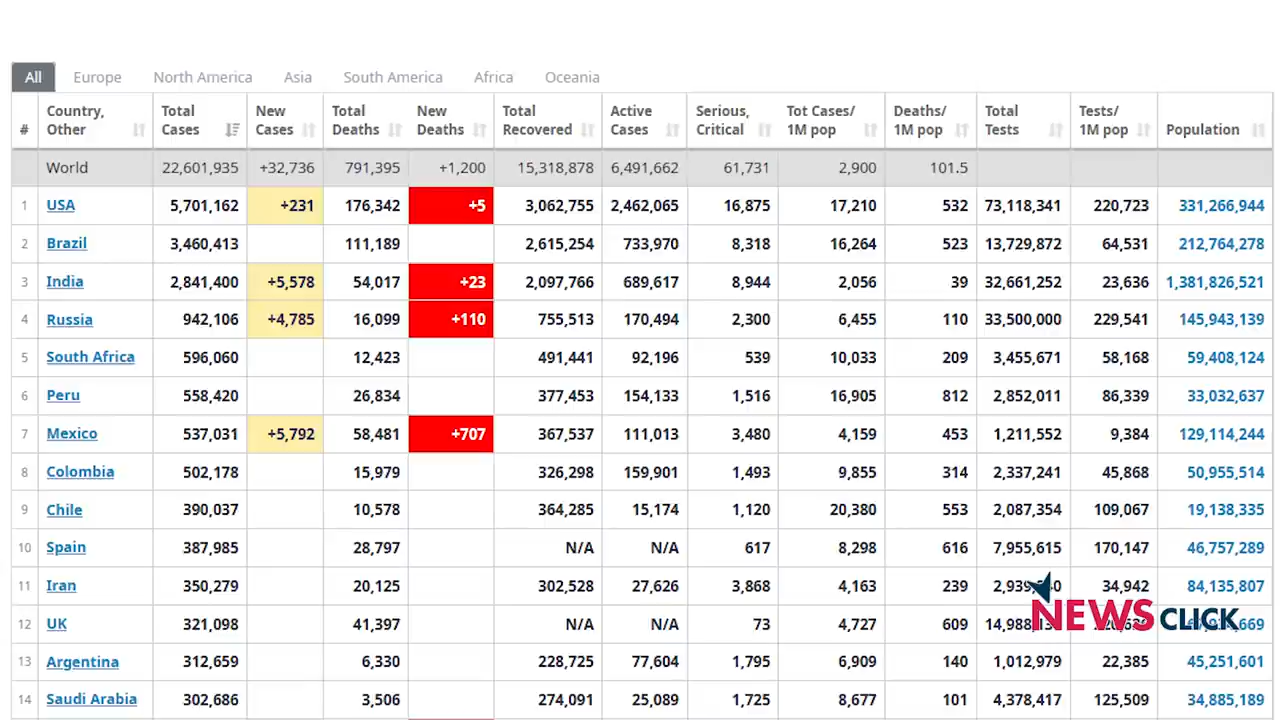 All Europe North America Asia South America Africa Oceania
# Country, Other Total Cases New Cases Total Deaths New Deaths Total Recovered Active Cases Serious, Critical Tot Cases/ 1M pop Deaths/ 1M pop Total Tests Tests/ 1M pop Population
World 22,601,935 +32,736 791,395 +1,200 15,318,878 6,491,662 61,731 2,900 101.5
1 USA 5,701,162 +231 176,342 +5 3,062,755 2,462,065 16,875 17,210 532 73,118,341 220,723 331,266,944
2 Brazil 3,460,413 111,189 2,615,254 733,970 8,318 16,264 523 13,729,872 64,531 212,764,278
3 India 2,841,400 +5,578 54,017 +23 2,097,766 689,617 8,944 2,056 39 32,661,252 23,636 1,381,826,521
4 Russia 942,106 +4,785 16,099 +110 755,513 170,494 2,300 6,455 110 33,500,000 229,541 145,943,139
5 South Africa 596,060 12,423 491,441 92,196 539 10,033 209 3,455,671 58,168 59,408,124
6 Peru 558,420 26,834 377,453 154,133 1,516 16,905 812 2,852,011 86,339 33,032,637
7 Mexico 537,031 +5,792 58,481 +707 367,537 111,013 3,480 4,159 453 1,211,552 9,384 129,114,244
8 Colombia 502,178 15,979 326,298 159,901 1,493 9,855 314 2,337,241 45,868 50,955,514
9 Chile 390,037 10,578 364,285 15,174 1,120 20,380 553 2,087,354 109,067 19,138,335
10 Spain 387,985 28,797 N/A N/A 617 8,298 616 7,955,615 170,147 46,757,289
11 Iran 350,279 20,125 302,528 27,626 3,868 4,163 239 34,942 84,135,807
12 UK 321,098 41,397 N/A N/A 73 4,727 609
NEWSCLICK
13 Argentina 312,659 6,330 228,725 77,604 1,795 6,909 140 1,012,979 22,385 45,251,601
14 Saudi Arabia 302,686 3,506 274,091 25,089 1,725 8,677 101 4,378,417 125,509 34,885,189